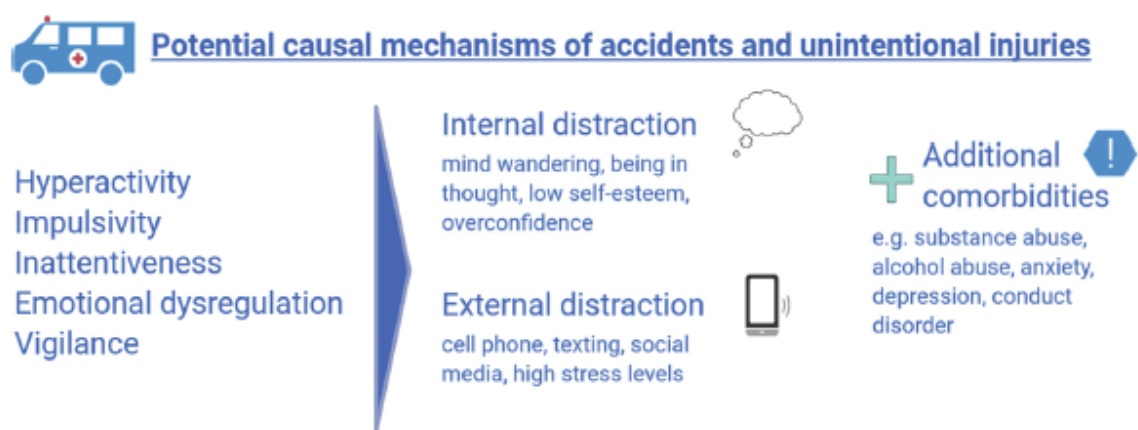 Potential causal mechanisms of accidents and unintentional injuries
Hyperactivity
Impulsivity
Inattentiveness
Emotional dysregulation
Vigilance
Internal distraction
mind wandering, being in
thought, low self-esteem,
overconfidence
External distraction
cell phone, texting, social
media, high stress levels
+ Additional
comorbidities
!
e.g. substance abuse,
alcohol abuse, anxiety,
depression, conduct
disorder